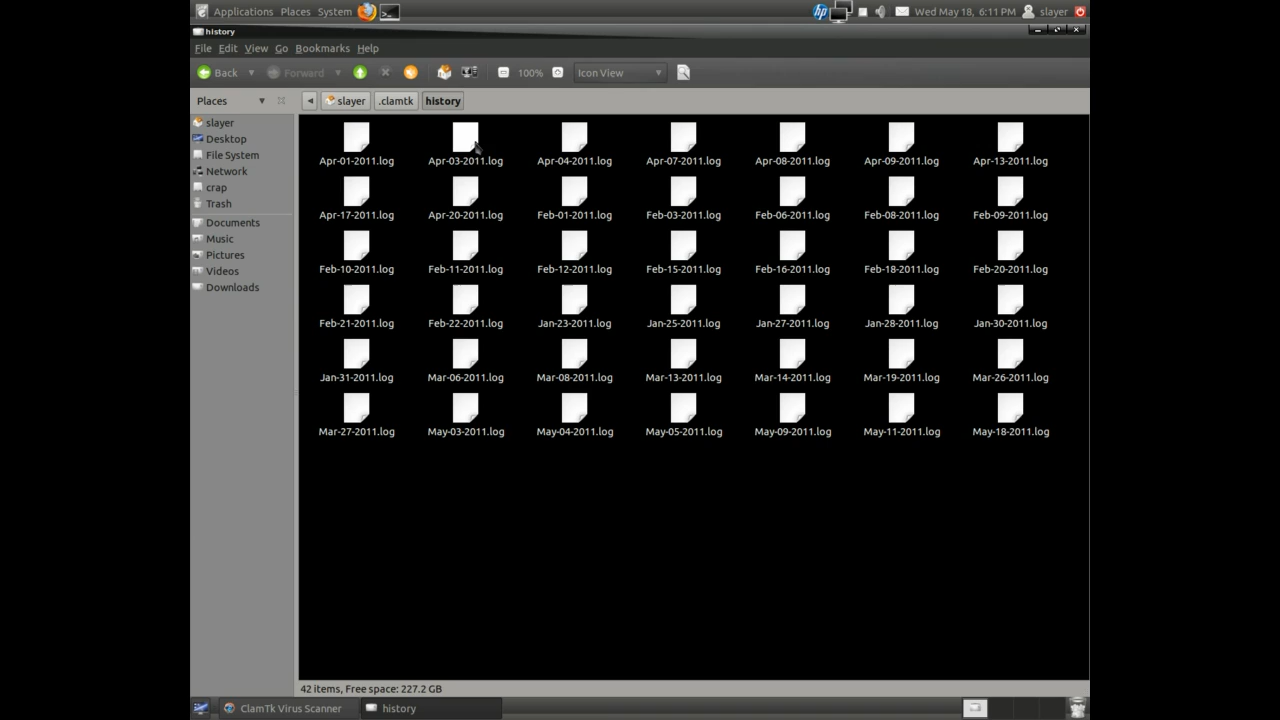 Applications Places System
hp
Wed May 18, 6:11 PM slayer
history
File Edit View Go Bookmarks Help
Back Forward 100% Icon View
Places slayer .clamtk history
slayer
Desktop
File System
Network
crap
Trash
Documents
Music
Pictures
Videos
Downloads
Apr-01-2011.log Apr-03-2011.log Apr-04-2011.log Apr-07-2011.log Apr-08-2011.log Apr-09-2011.log Apr-13-2011.log
Apr-17-2011.log Apr-20-2011.log Feb-01-2011.log Feb-03-2011.log Feb-06-2011.log Feb-08-2011.log Feb-09-2011.log
Feb-10-2011.log Feb-11-2011.log Feb-12-2011.log Feb-15-2011.log Feb-16-2011.log Feb-18-2011.log Feb-20-2011.log
Feb-21-2011.log Feb-22-2011.log Jan-23-2011.log Jan-25-2011.log Jan-27-2011.log Jan-28-2011.log Jan-30-2011.log
Jan-31-2011.log Mar-06-2011.log Mar-08-2011.log Mar-13-2011.log Mar-14-2011.log Mar-19-2011.log Mar-26-2011.log
Mar-27-2011.log May-03-2011.log May-04-2011.log May-05-2011.log May-09-2011.log May-11-2011.log May-18-2011.log
42 items, Free space: 227.2 GB
ClamTk Virus Scanner history